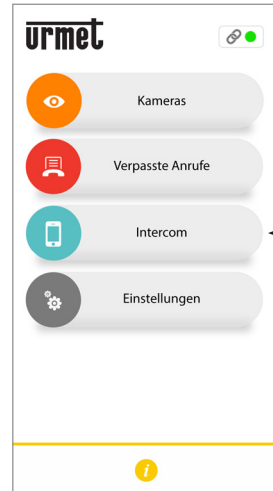 urmet
Kameras
Verpasste Anrufe
Intercom
Einstellungen
i